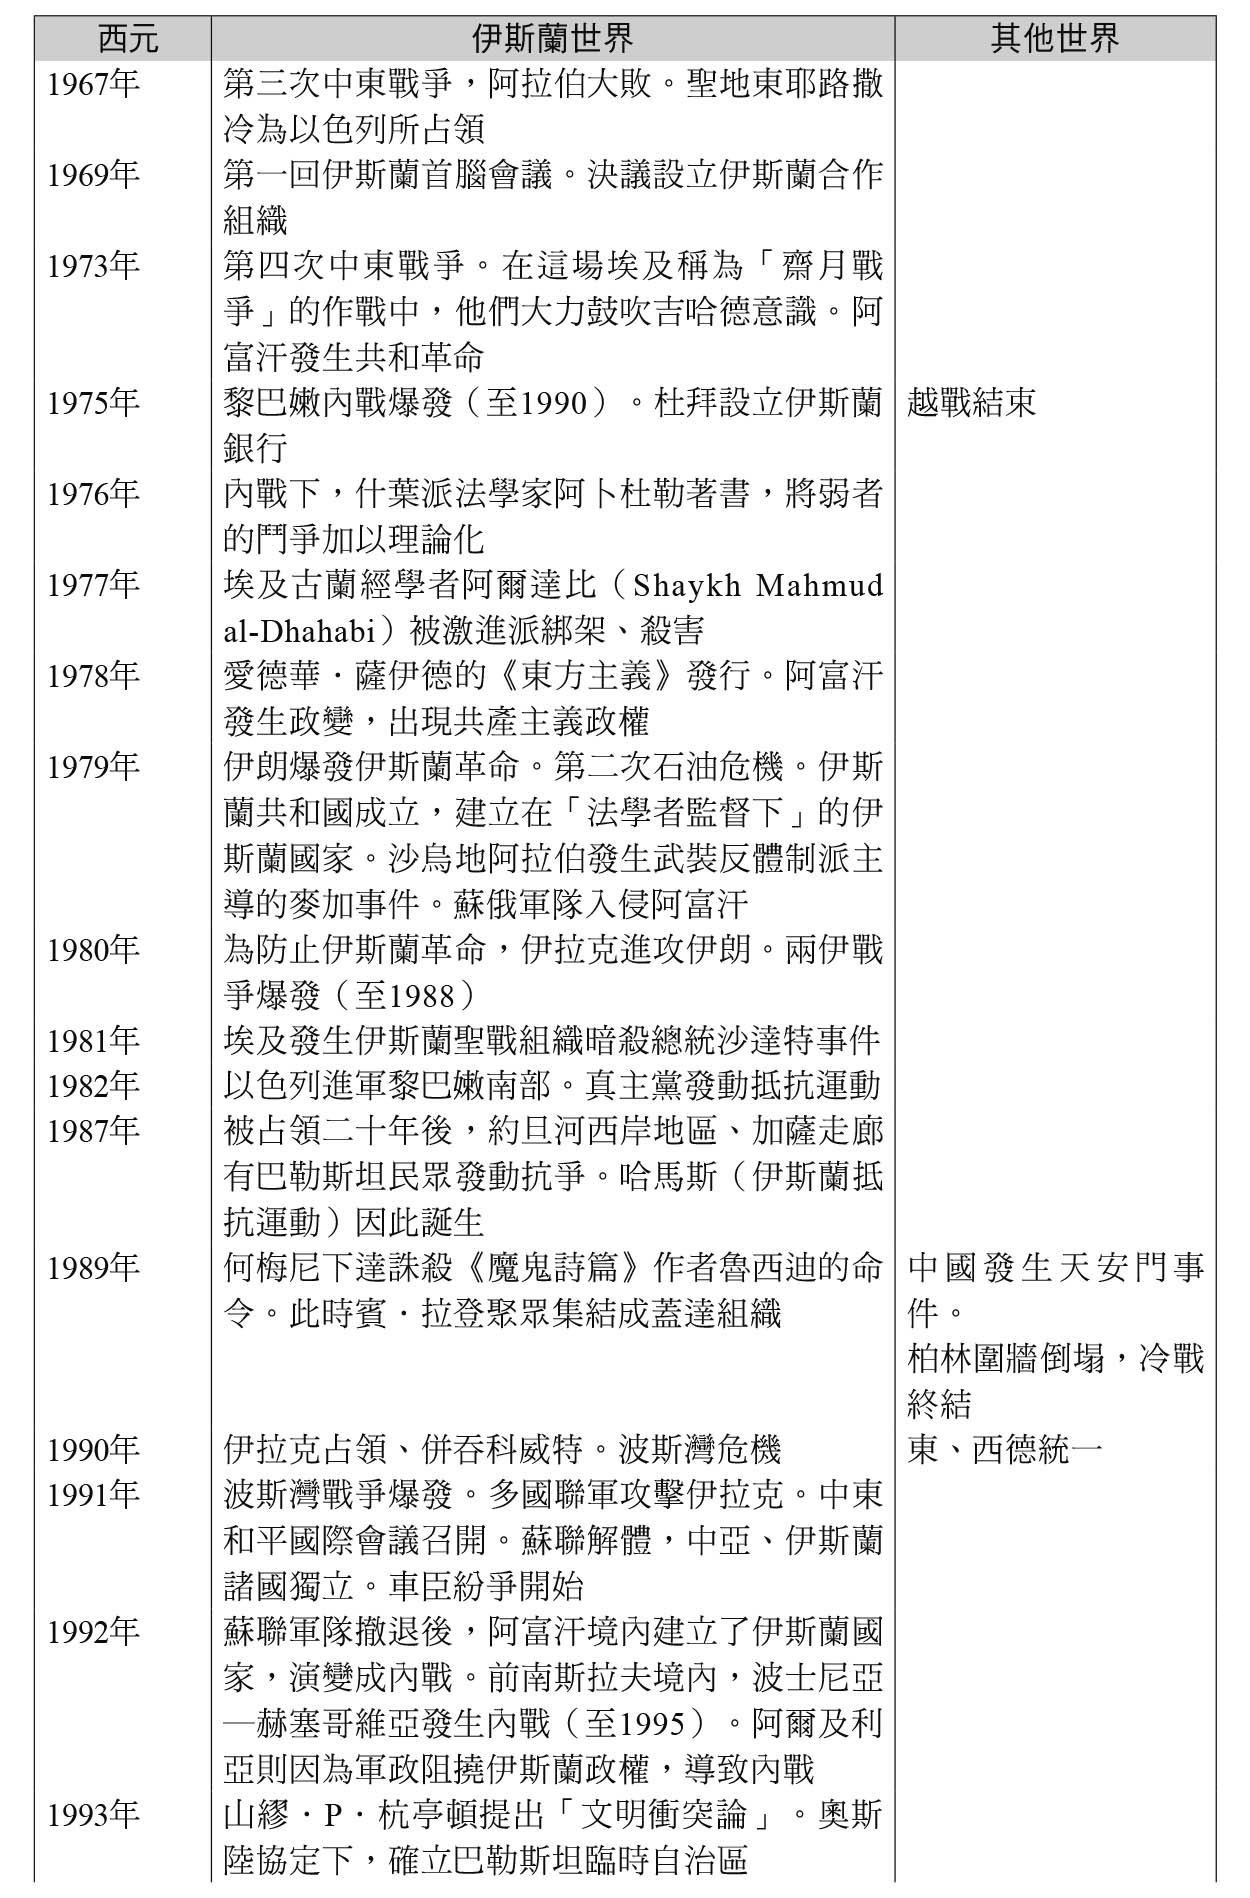 西元 伊斯蘭世界 其他世界
1967年 第三次中東戰爭，阿拉伯大敗。聖地東耶路撒
冷為以色列所占領
1969年 第一回伊斯蘭首腦會議。決議設立伊斯蘭合作
組織
1973年 第四次中東戰爭。在這場埃及稱為「齋月戰
爭」的作戰中，他們大力鼓吹吉哈德意識。阿
富汗發生共和革命
1975年 黎巴嫩內戰爆發（至1990）。杜拜設立伊斯蘭 越戰結束
銀行
1976年 內戰下，什葉派法學家阿卜杜勒著書，將弱者
的鬥爭加以理論化
1977年 埃及古蘭經學者阿爾達比（Shaykh Mahmud
al-Dhahabi）被激進派綁架、殺害
1978年 愛德華．薩伊德的《東方主義》發行。阿富汗
發生政變，出現共產主義政權
1979年 伊朗爆發伊斯蘭革命。第二次石油危機。伊斯
蘭共和國成立，建立在「法學者監督下」的伊
斯蘭國家。沙烏地阿拉伯發生武裝反體制派主
導的麥加事件。蘇俄軍隊入侵阿富汗
1980年 為防止伊斯蘭革命，伊拉克進攻伊朗。兩伊戰
爭爆發（至1988）
1981年 埃及發生伊斯蘭聖戰組織暗殺總統沙達特事件
1982年 以色列進軍黎巴嫩南部。真主黨發動抵抗運動
1987年 被占領二十年後，約旦河西岸地區、加薩走廊
有巴勒斯坦民眾發動抗爭。哈馬斯（伊斯蘭抵
抗運動）因此誕生
1989年 何梅尼下達誅殺《魔鬼詩篇》作者魯西迪的命 中國發生天安門事
令。此時賓．拉登聚眾集結成蓋達組織 件。
柏林圍牆倒塌，冷戰
終結
1990年 伊拉克占領、併吞科威特。波斯灣危機 東、西德統一
1991年 波斯灣戰爭爆發。多國聯軍攻擊伊拉克。中東
和平國際會議召開。蘇聯解體，中亞、伊斯蘭
諸國獨立。車臣紛爭開始
1992年 蘇聯軍隊撤退後，阿富汗境內建立了伊斯蘭國
家，演變成內戰。前南斯拉夫境內，波士尼亞
—赫塞哥維亞發生內戰（至1995）。阿爾及利
亞則因為軍政阻撓伊斯蘭政權，導致內戰
1993年 山繆．P．杭亭頓提出「文明衝突論」。奧斯
陸協定下，確立巴勒斯坦臨時自治區